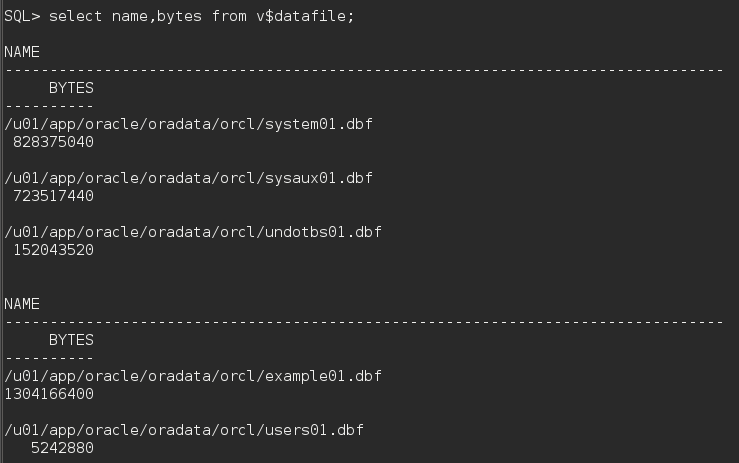 SQL> select name,bytes from v$datafile;
NAME
--------------------------------------------------------------------------------
     BYTES
----------
/u01/app/oracle/oradata/orcl/system01.dbf
 828375040
/u01/app/oracle/oradata/orcl/sysaux01.dbf
 723517440
/u01/app/oracle/oradata/orcl/undotbs01.dbf
 152043520
NAME
--------------------------------------------------------------------------------
     BYTES
----------
/u01/app/oracle/oradata/orcl/example01.dbf
1304166400
/u01/app/oracle/oradata/orcl/users01.dbf
   5242880